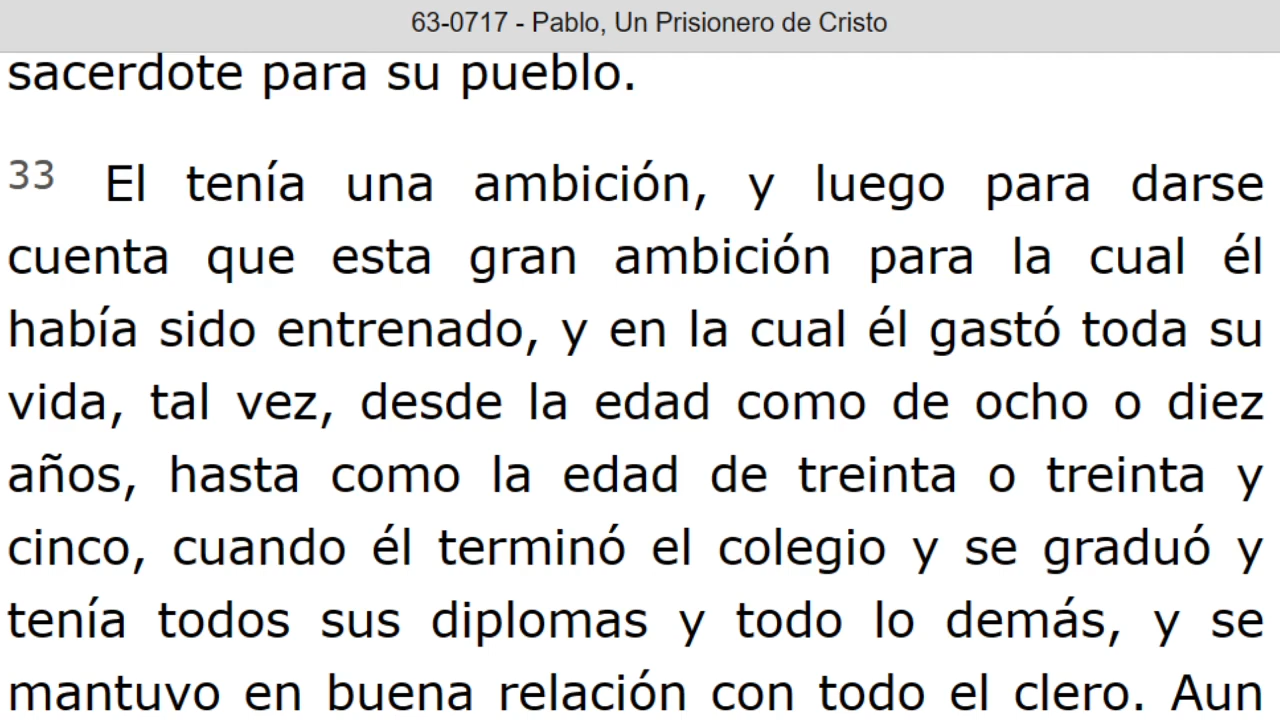 63-0717 - Pablo, Un Prisionero de Cristo
sacerdote para su pueblo.
33 El tenía una ambición, y luego para darse
cuenta que esta gran ambición para la cual él
había sido entrenado, y en la cual él gastó toda su
vida, tal vez, desde la edad como de ocho o diez
años, hasta como la edad de treinta o treinta y
cinco, cuando él terminó el colegio y se graduó y
tenía todos sus diplomas y todo lo demás, y se
mantuvo en buena relación con todo el clero. Aun